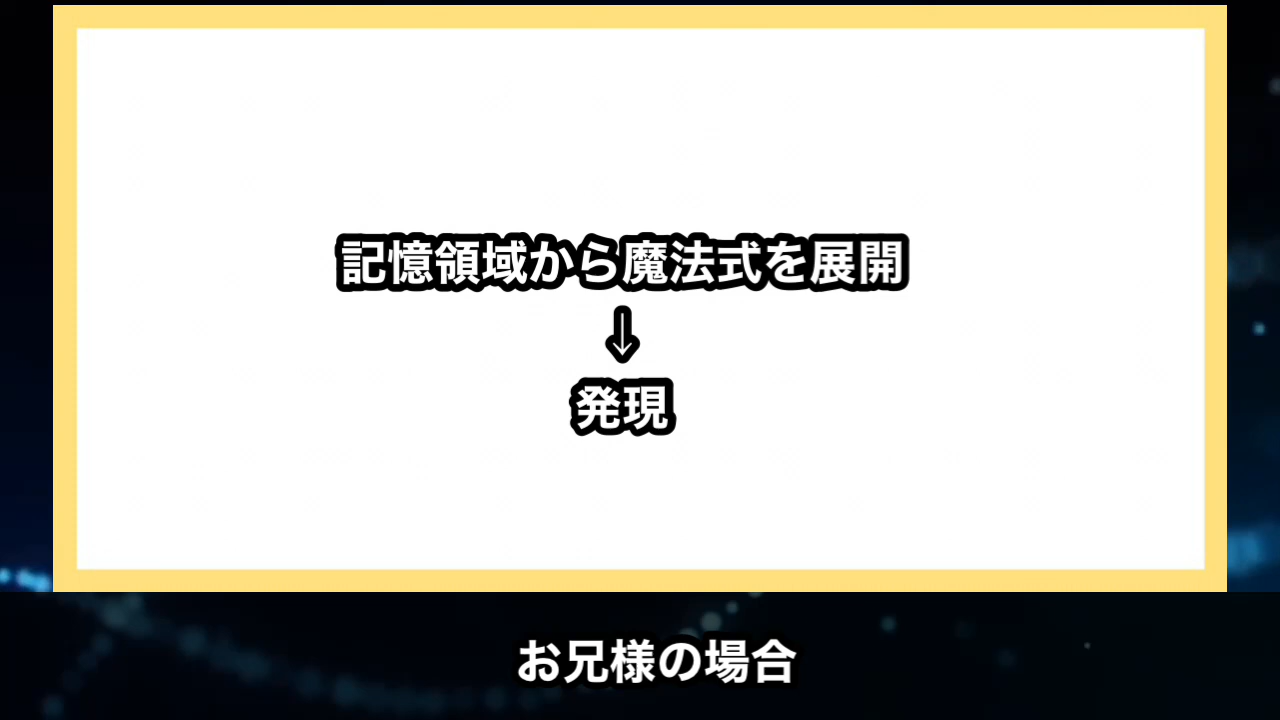 記憶領域から魔法式を展開
↓
発現
お兄様の場合